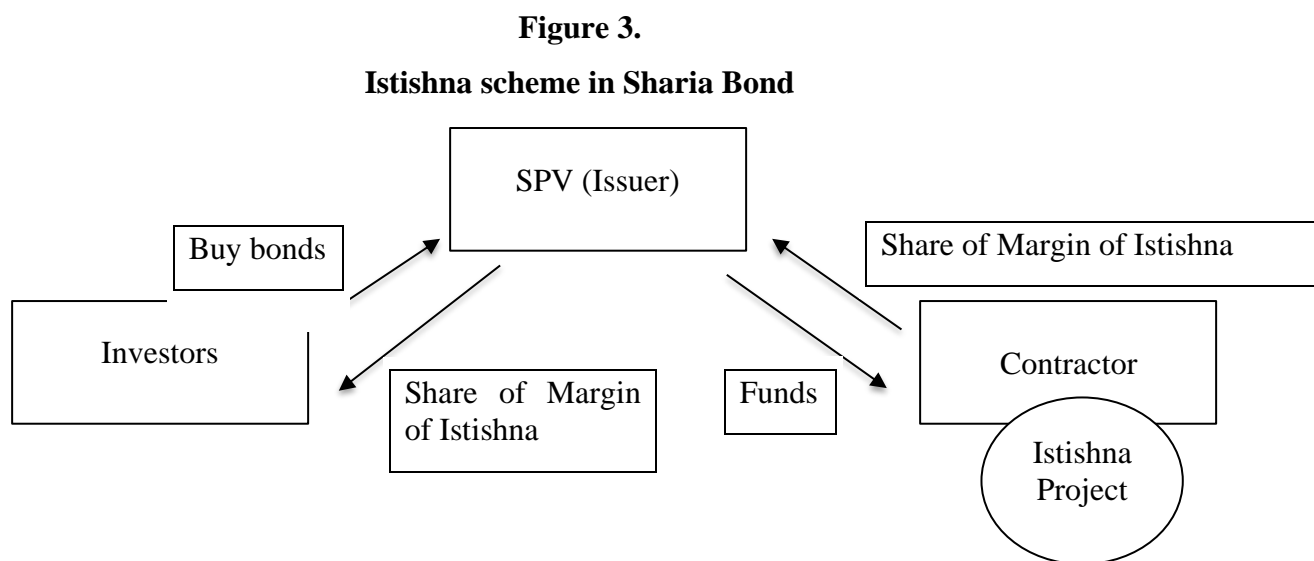 Figure 3.
Istishna scheme in Sharia Bond
SPV (Issuer)
Buy bonds
Share of Margin of Istishna
Investors
Share of Margin
of Istishna
Funds
Contractor
Istishna
Project